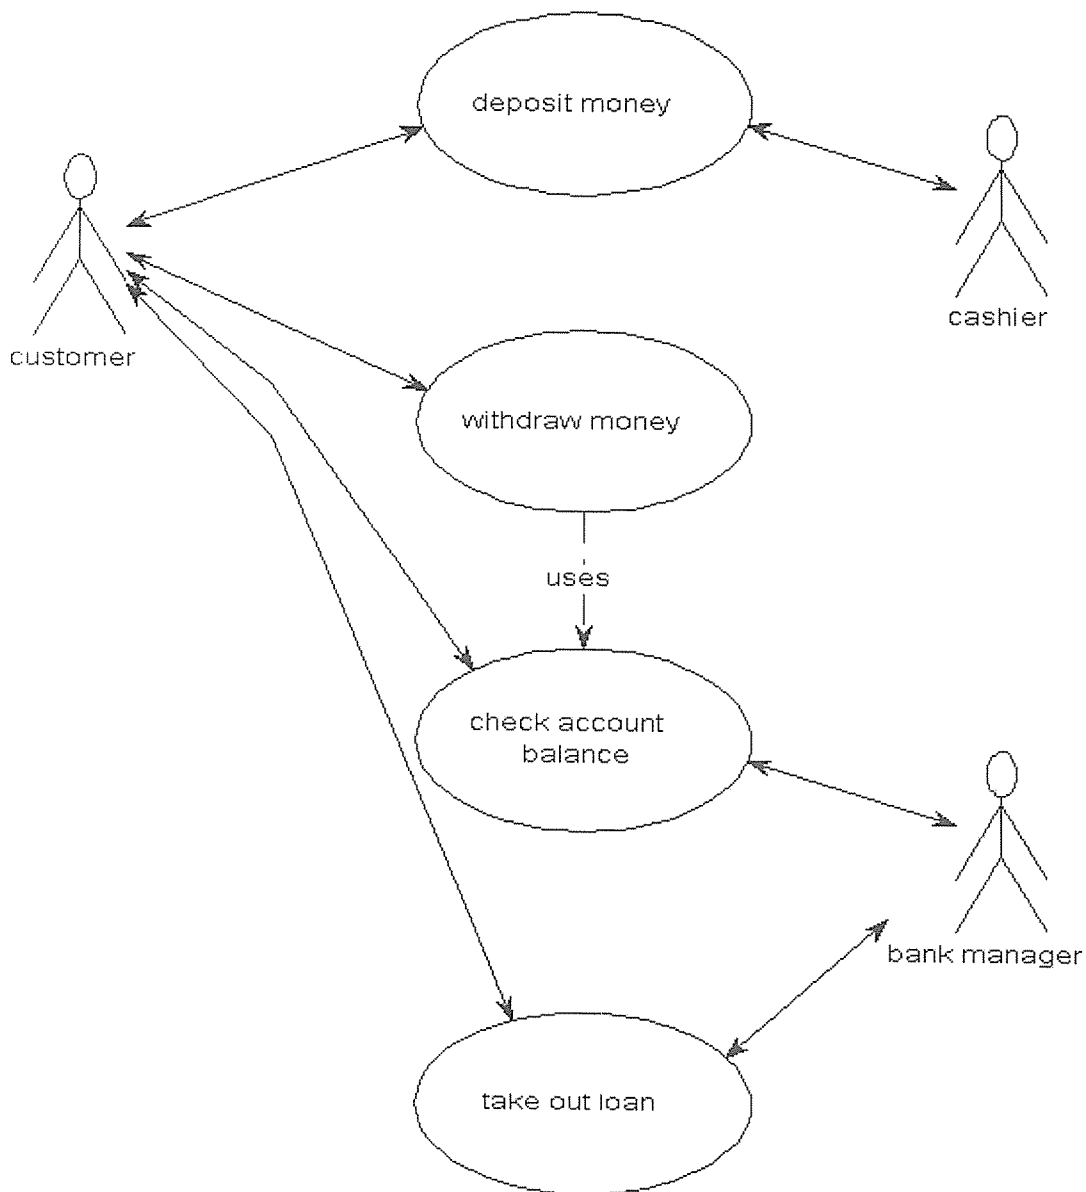 deposit money
cashier
customer
withdraw money
uses
check account
balance
bank manager
take out loan